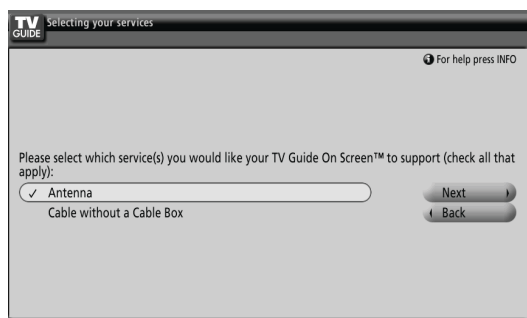 TV
GUIDE
Selecting your services
For help press INFO
Please select which service(s) you would like your TV Guide On Screen™ to support (check all that
apply):
✓ Antenna
Next
Cable without a Cable Box
Back